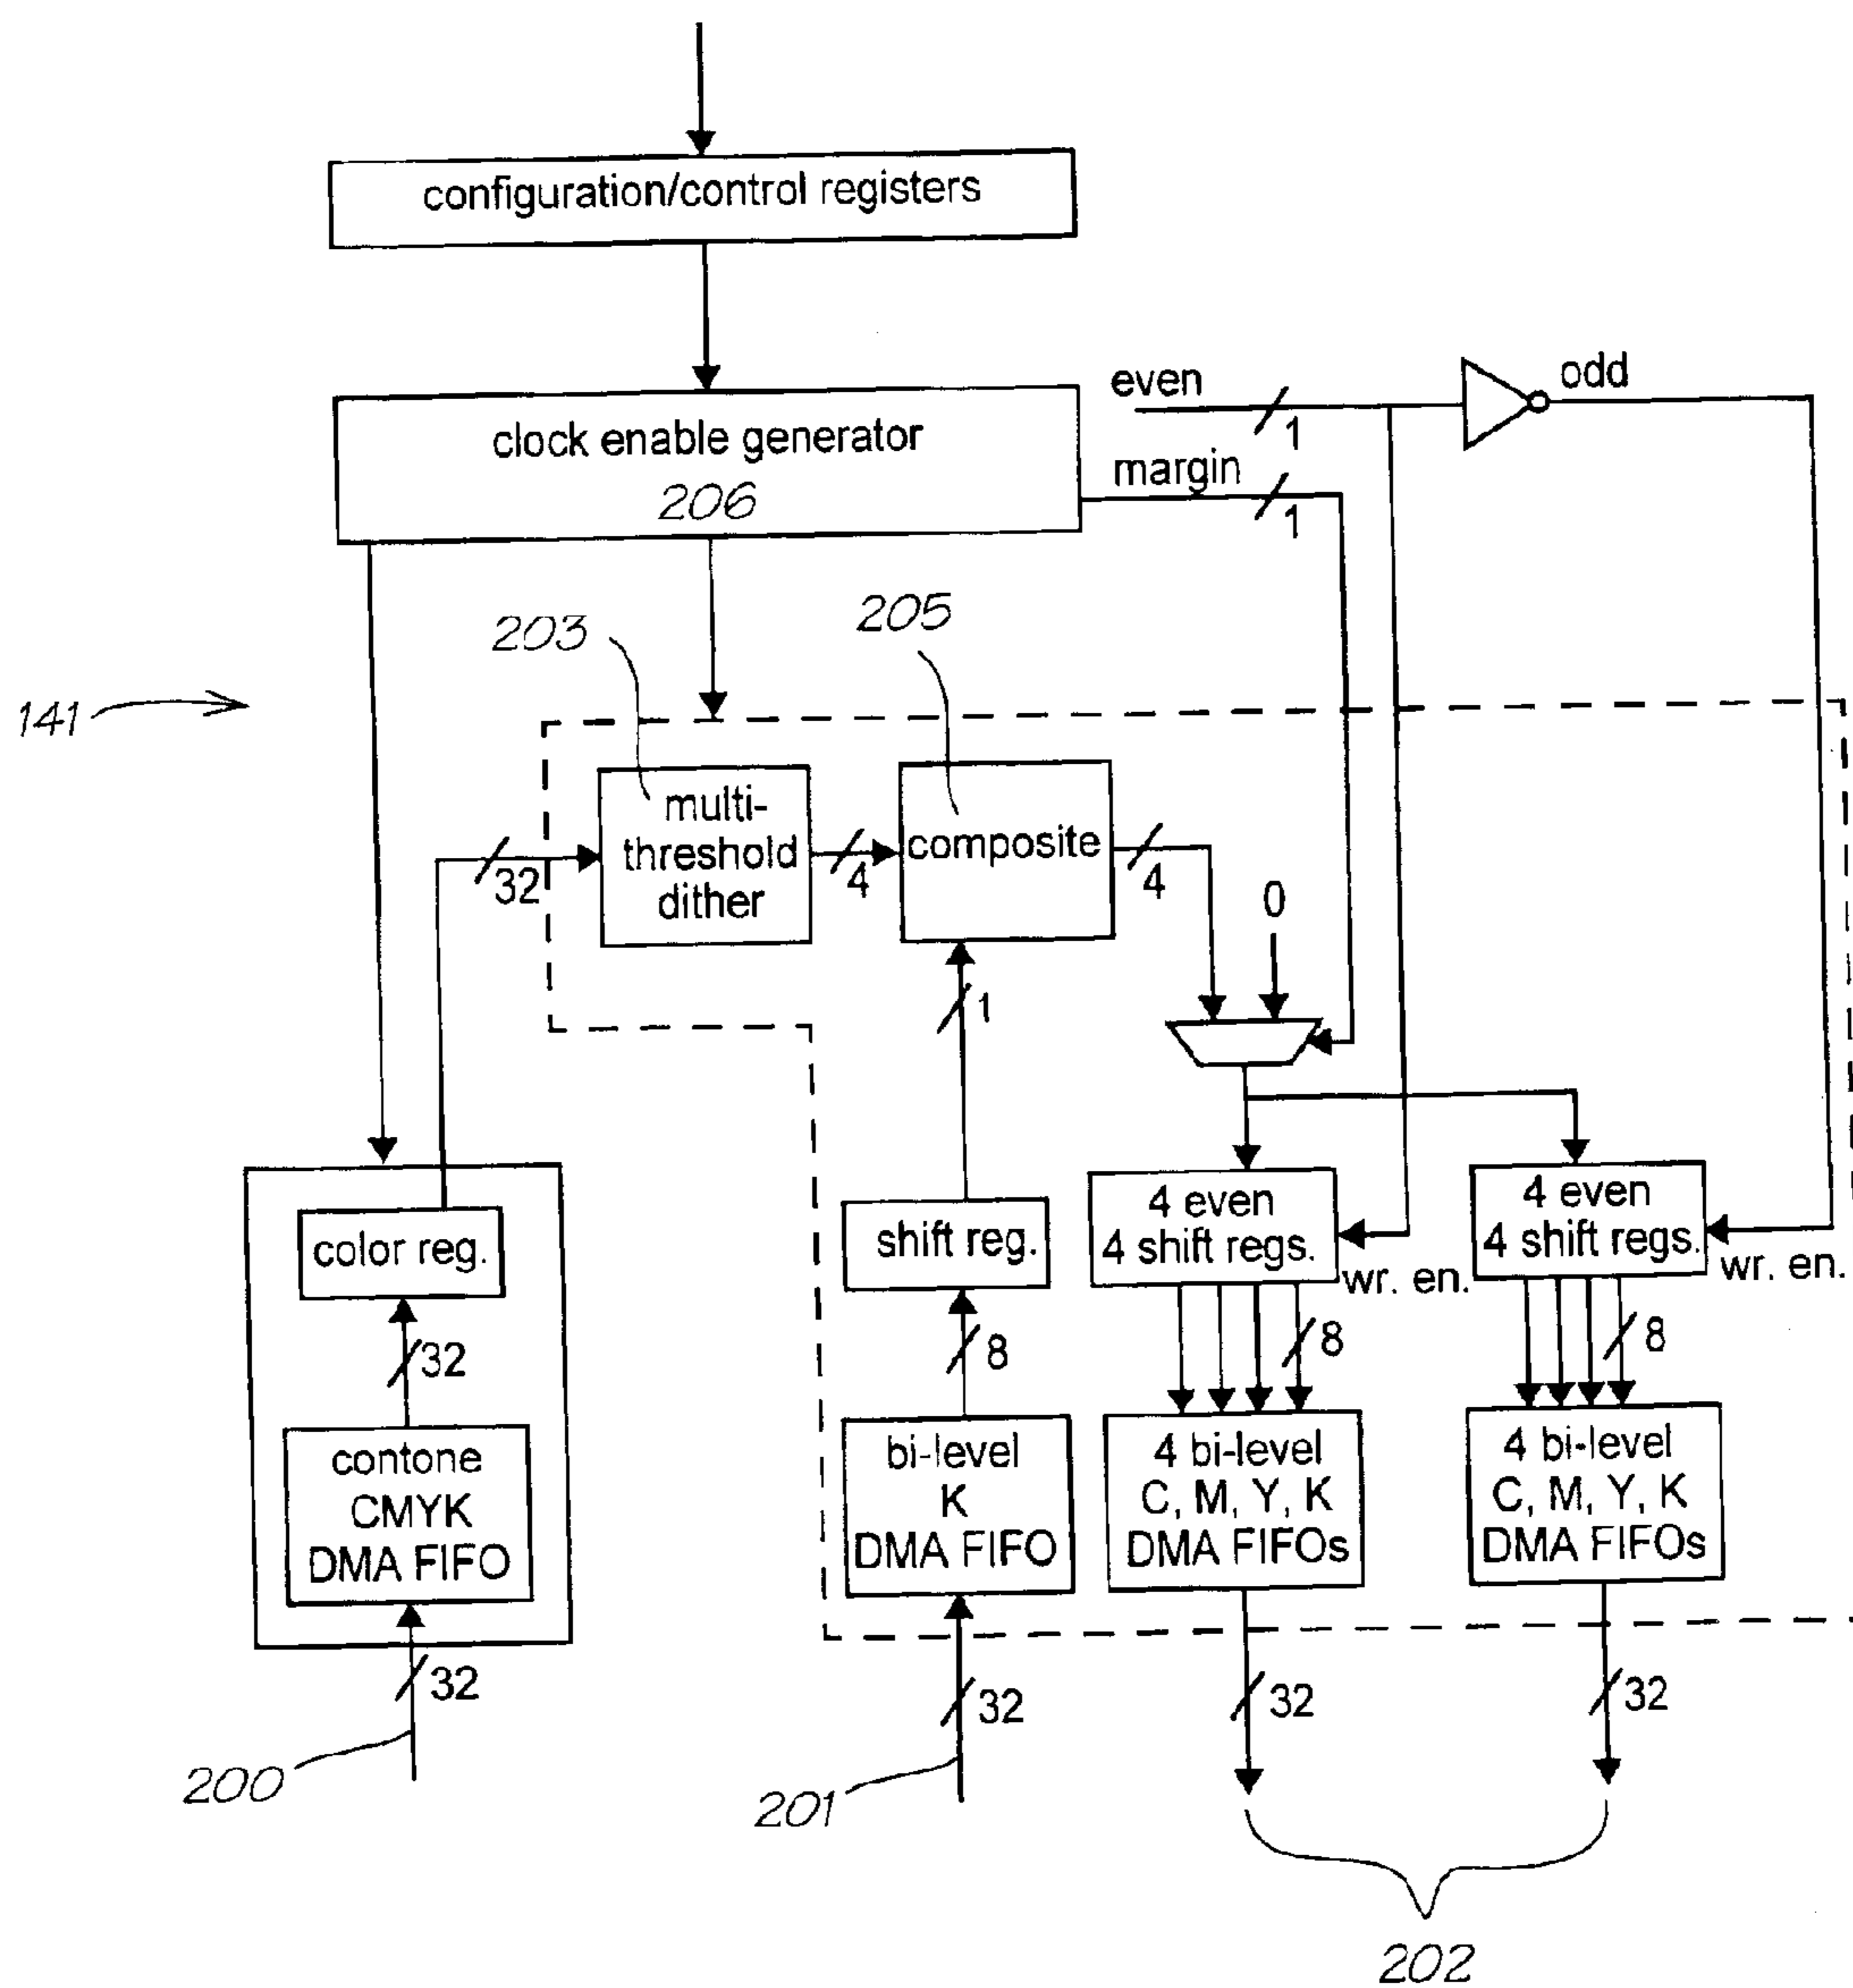 configuration/control registers
even
1
odd
clock enable generator
206
margin
1
203
205
141
multi-
threshold
dither
32
4
composite
4
0
1
color reg.
shift reg.
4 even
4 shift regs.
wr. en.
4 even
4 shift regs.
wr. en.
32
8
8
8
contone
CMYK
DMA FIFO
bi-level
K
DMA FIFO
4 bi-level
C, M, Y, K
DMA FIFOs
4 bi-level
C, M, Y, K
DMA FIFOs
32
32
32
32
200
201
202